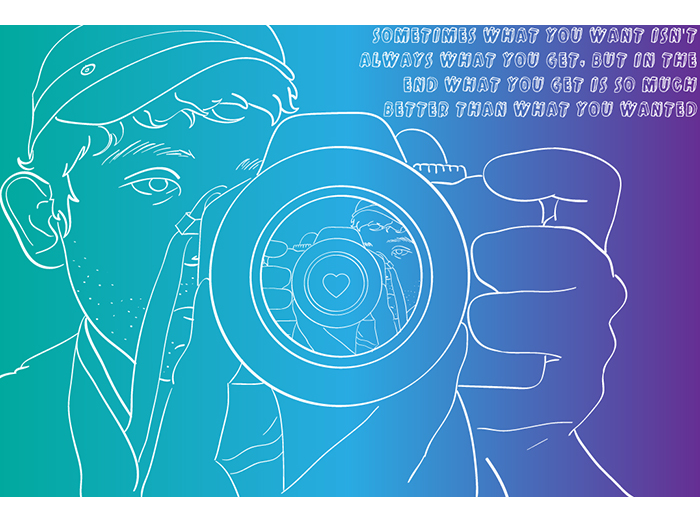 SOMETIMES WHAT YOU WANT ISN'T
ALWAYS WHAT YOU GET, BUT IN THE
END WHAT YOU GET IS SO MUCH
BETTER THAN WHAT YOU WANTED